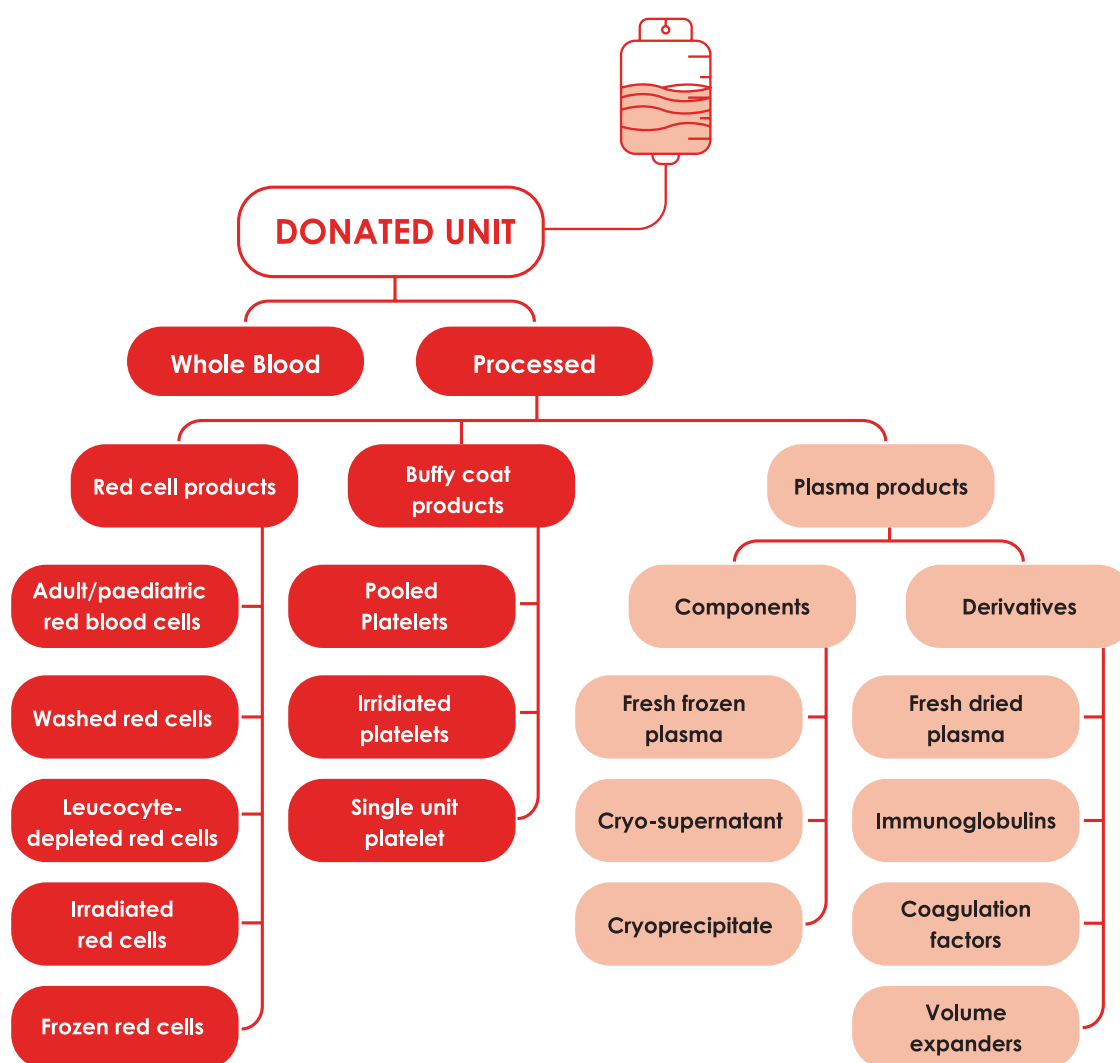 DONATED UNIT
Whole Blood
Processed
Red cell products
Buffy coat
products
Plasma products
Adult/paediatric
red blood cells
Washed red cells
Leucocyte-
depleted red cells
Irradiated
red cells
Frozen red cells
Pooled
Platelets
Irridiated
platelets
Single unit
platelet
Components
Derivatives
Fresh frozen
plasma
Cryo-supernatant
Cryoprecipitate
Fresh dried
plasma
Immunoglobulins
Coagulation
factors
Volume
expanders